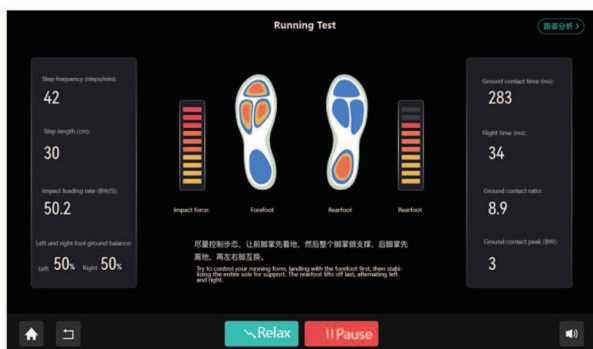 Running Test
跑姿分析 >
Step frequency (steps/min):
42
Step length (cm):
30
Impact loading rate (BW/S):
50.2
Left and right foot ground balance:
Left 50% Right 50%
Impact force:
Forefoot
Rearfoot
Rearfoot
尽量控制步态，让前脚掌先着地，然后整个脚掌做支撑，后脚掌先
离地，再左右脚互换。
Try to control your running form, landing with the forefoot first, then stabi-
lizing the entire sole for support. The rearfoot lifts off last, alternating left
and right.
Ground contact time (ms):
283
Flight time (ms):
34
Ground contact ratio:
8.9
Ground contact peak (BW):
3
Relax
Pause